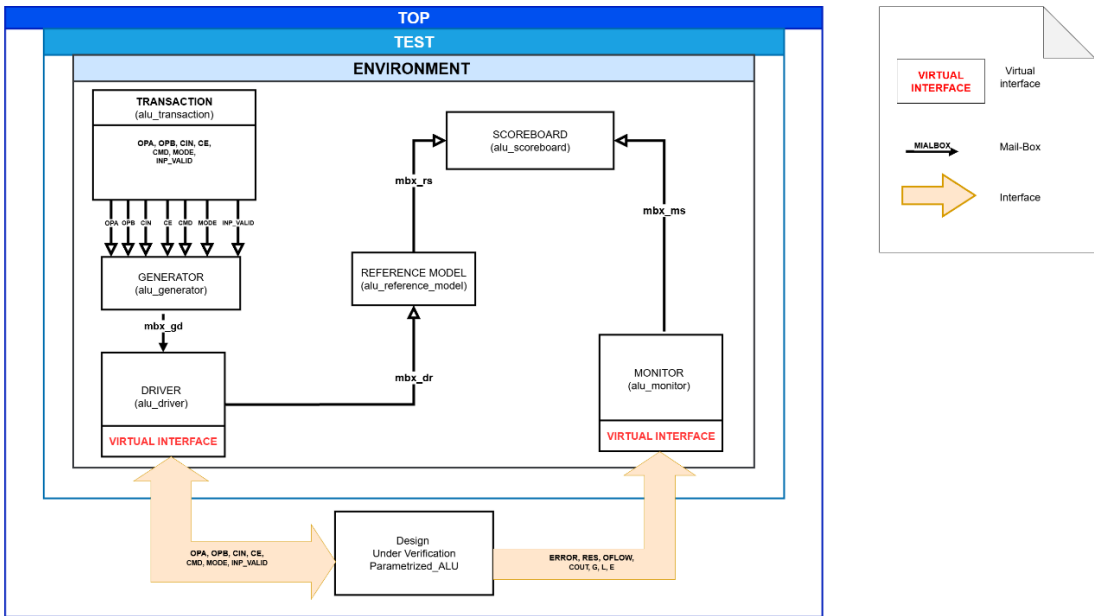 TOP
TEST
ENVIRONMENT
TRANSACTION
(alu_transaction)
OPA, OPB, CIN, CE,
CMD, MODE,
INP_VALID
OPA OPB CIN CE CMD MODE INP_VALID
GENERATOR
(alu_generator)
mbx_gd
DRIVER
(alu_driver)
VIRTUAL INTERFACE
SCOREBOARD
(alu_scoreboard)
mbx_rs
mbx_ms
REFERENCE MODEL
(alu_reference_model)
mbx_dr
MONITOR
(alu_monitor)
VIRTUAL INTERFACE
OPA, OPB, CIN, CE,
CMD, MODE, INP_VALID
Design
Under Verification
Parametrized_ALU
ERROR, RES, OFLOW,
COUT, G, L, E
VIRTUAL
INTERFACE
Virtual
interface
MIALBOX
Mail-Box
Interface